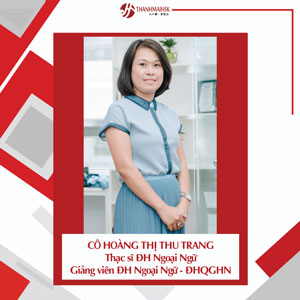 THANHMAIHSK
CÔ HOÀNG THỊ THU TRANG
Thạc sĩ ĐH Ngoại Ngữ
Giảng viên ĐH Ngoại Ngữ - ĐHQGHN